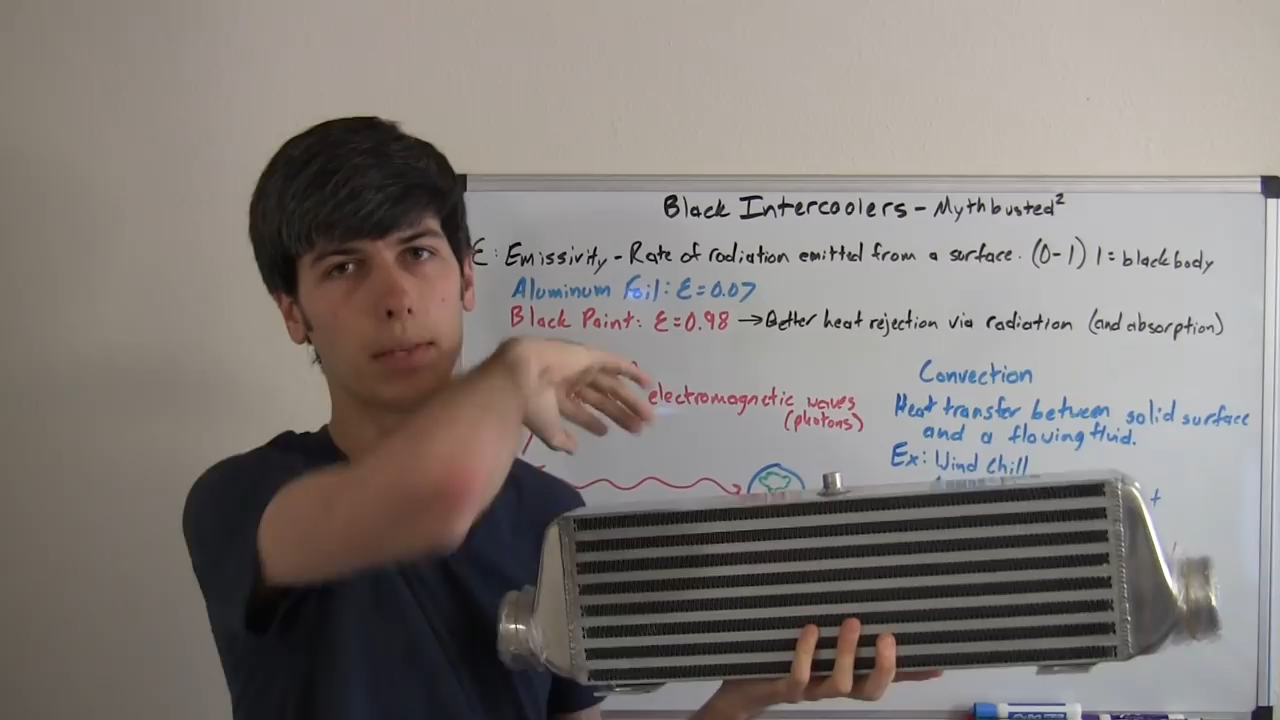 Black Intercoolers - Mythbusted²
ε: Emissivity - Rate of radiation emitted from a surface. (0-1) 1 = blackbody
Aluminum Foil: ε=0.07
Black Paint: ε=0.98 → Better heat rejection via radiation (and absorption)
electromagnetic waves
(photons)
Convection
Heat transfer between solid surface
and a flowing fluid.
Ex: Wind chill